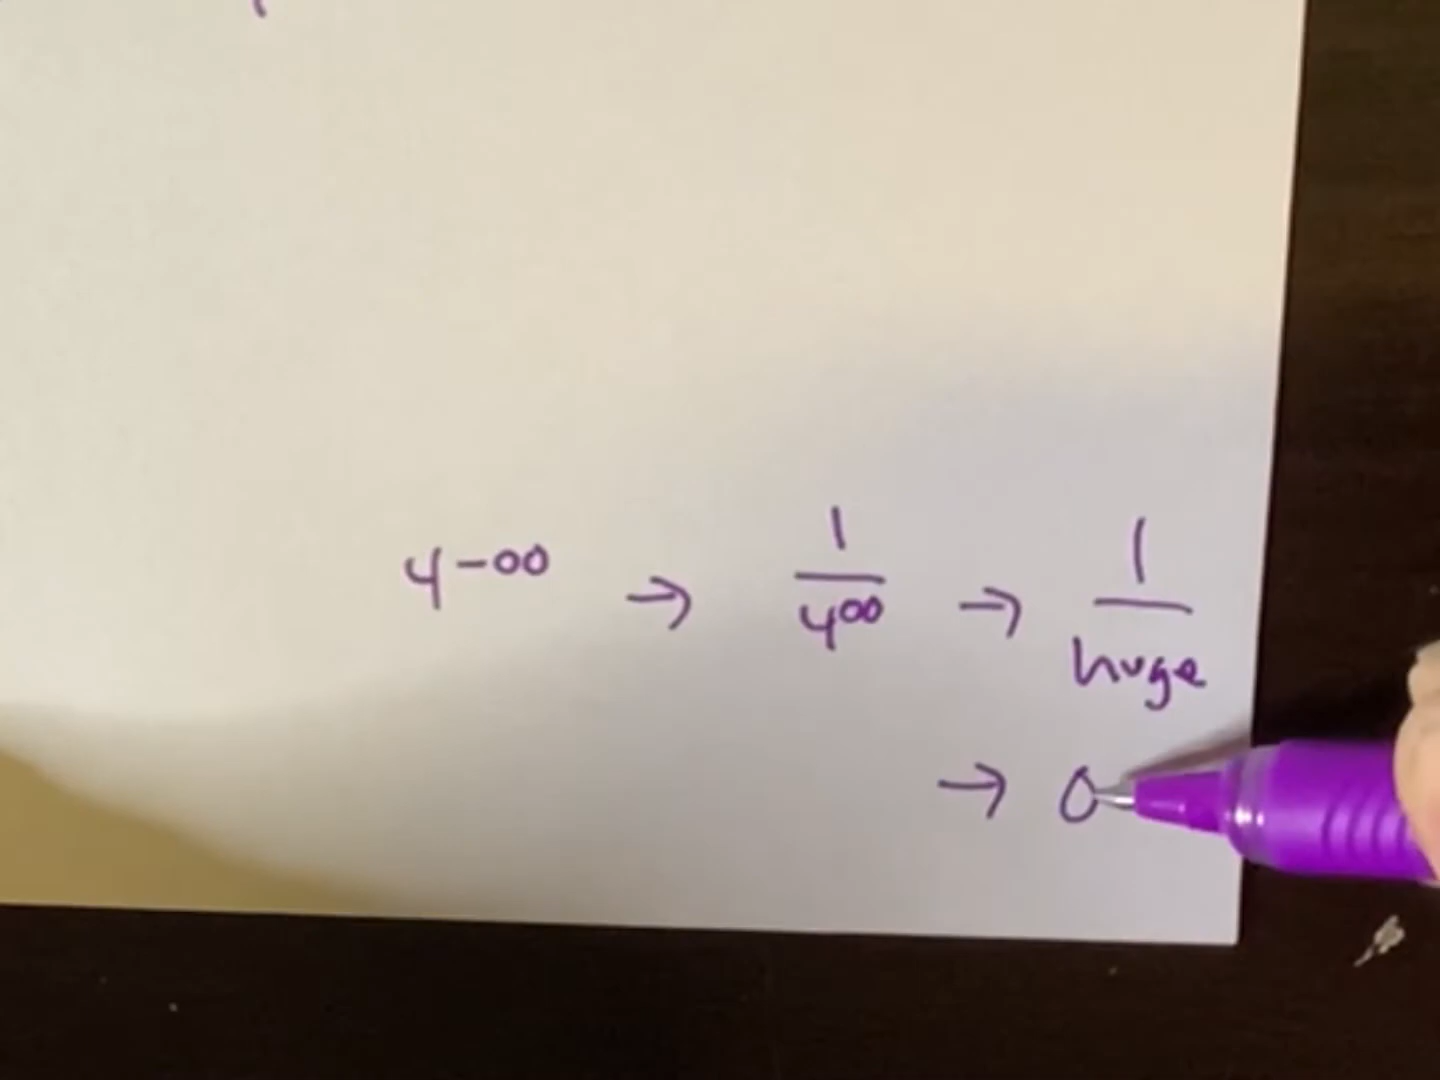 4^-∞ → 1/4^∞ → 1/huge
→ 0